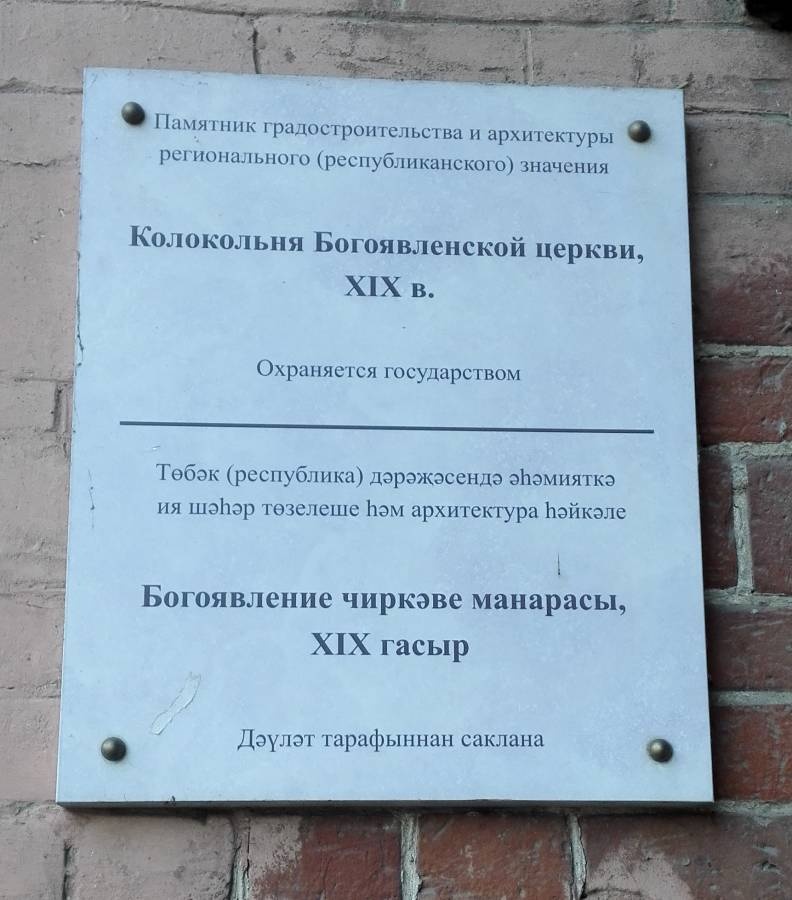 Памятник градостроительства и архитектуры
регионального (республиканского) значения
Колокольня Богоявленской церкви,
XIX в.
Охраняется государством
Төбәк (республика) дәрәҗәсендә әһәмияткә
ия шәһәр төзелеше һәм архитектура һәйкәле
Богоявление чиркәве манарасы,
XIX гасыр
Дәүләт тарафыннан саклана